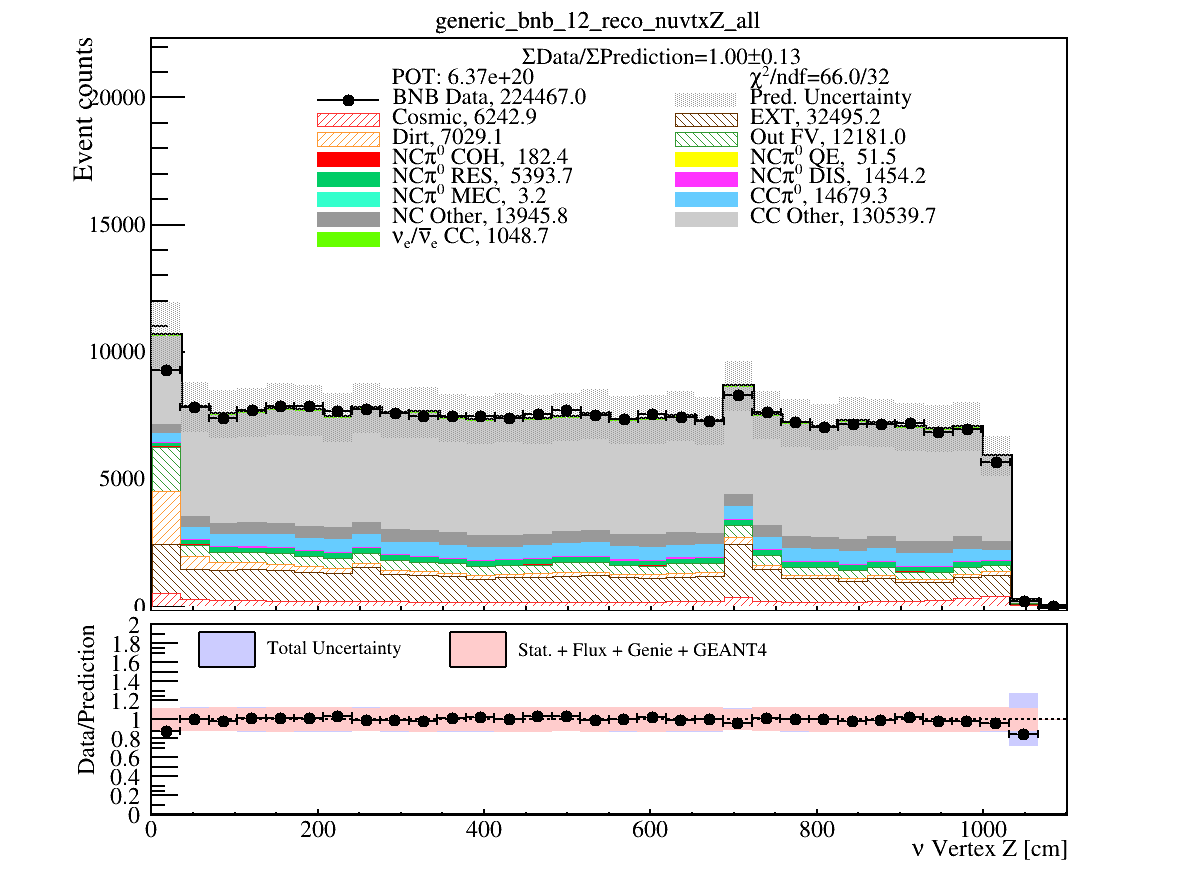 generic_bnb_12_reco_nuvtxZ_all
ΣData/ΣPrediction=1.00±0.13
POT: 6.37e+20
χ²/ndf=66.0/32
BNB Data, 224467.0
Pred. Uncertainty
Cosmic, 6242.9
EXT, 32495.2
Dirt, 7029.1
Out FV, 12181.0
NCπ⁰ COH, 182.4
NCπ⁰ QE, 51.5
NCπ⁰ RES, 5393.7
NCπ⁰ DIS, 1454.2
NCπ⁰ MEC, 3.2
CCπ⁰, 14679.3
NC Other, 13945.8
CC Other, 130539.7
νₑ/ν̅ₑ CC, 1048.7
Event counts
20000
15000
10000
5000
0
Total Uncertainty
Stat. + Flux + Genie + GEANT4
Data/Prediction
2
1.8
1.6
1.4
1.2
1
0.8
0.6
0.4
0.2
0
0 200 400 600 800 1000
ν Vertex Z [cm]